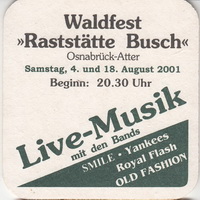 Waldfest
»Raststätte Busch«
Osnabrück-Atter
Samstag, 4. und 18. August 2001
Beginn: 20.30 Uhr
Live-Musik
mit den Bands
SMILE · Yankees
Royal Flash
OLD FASHION